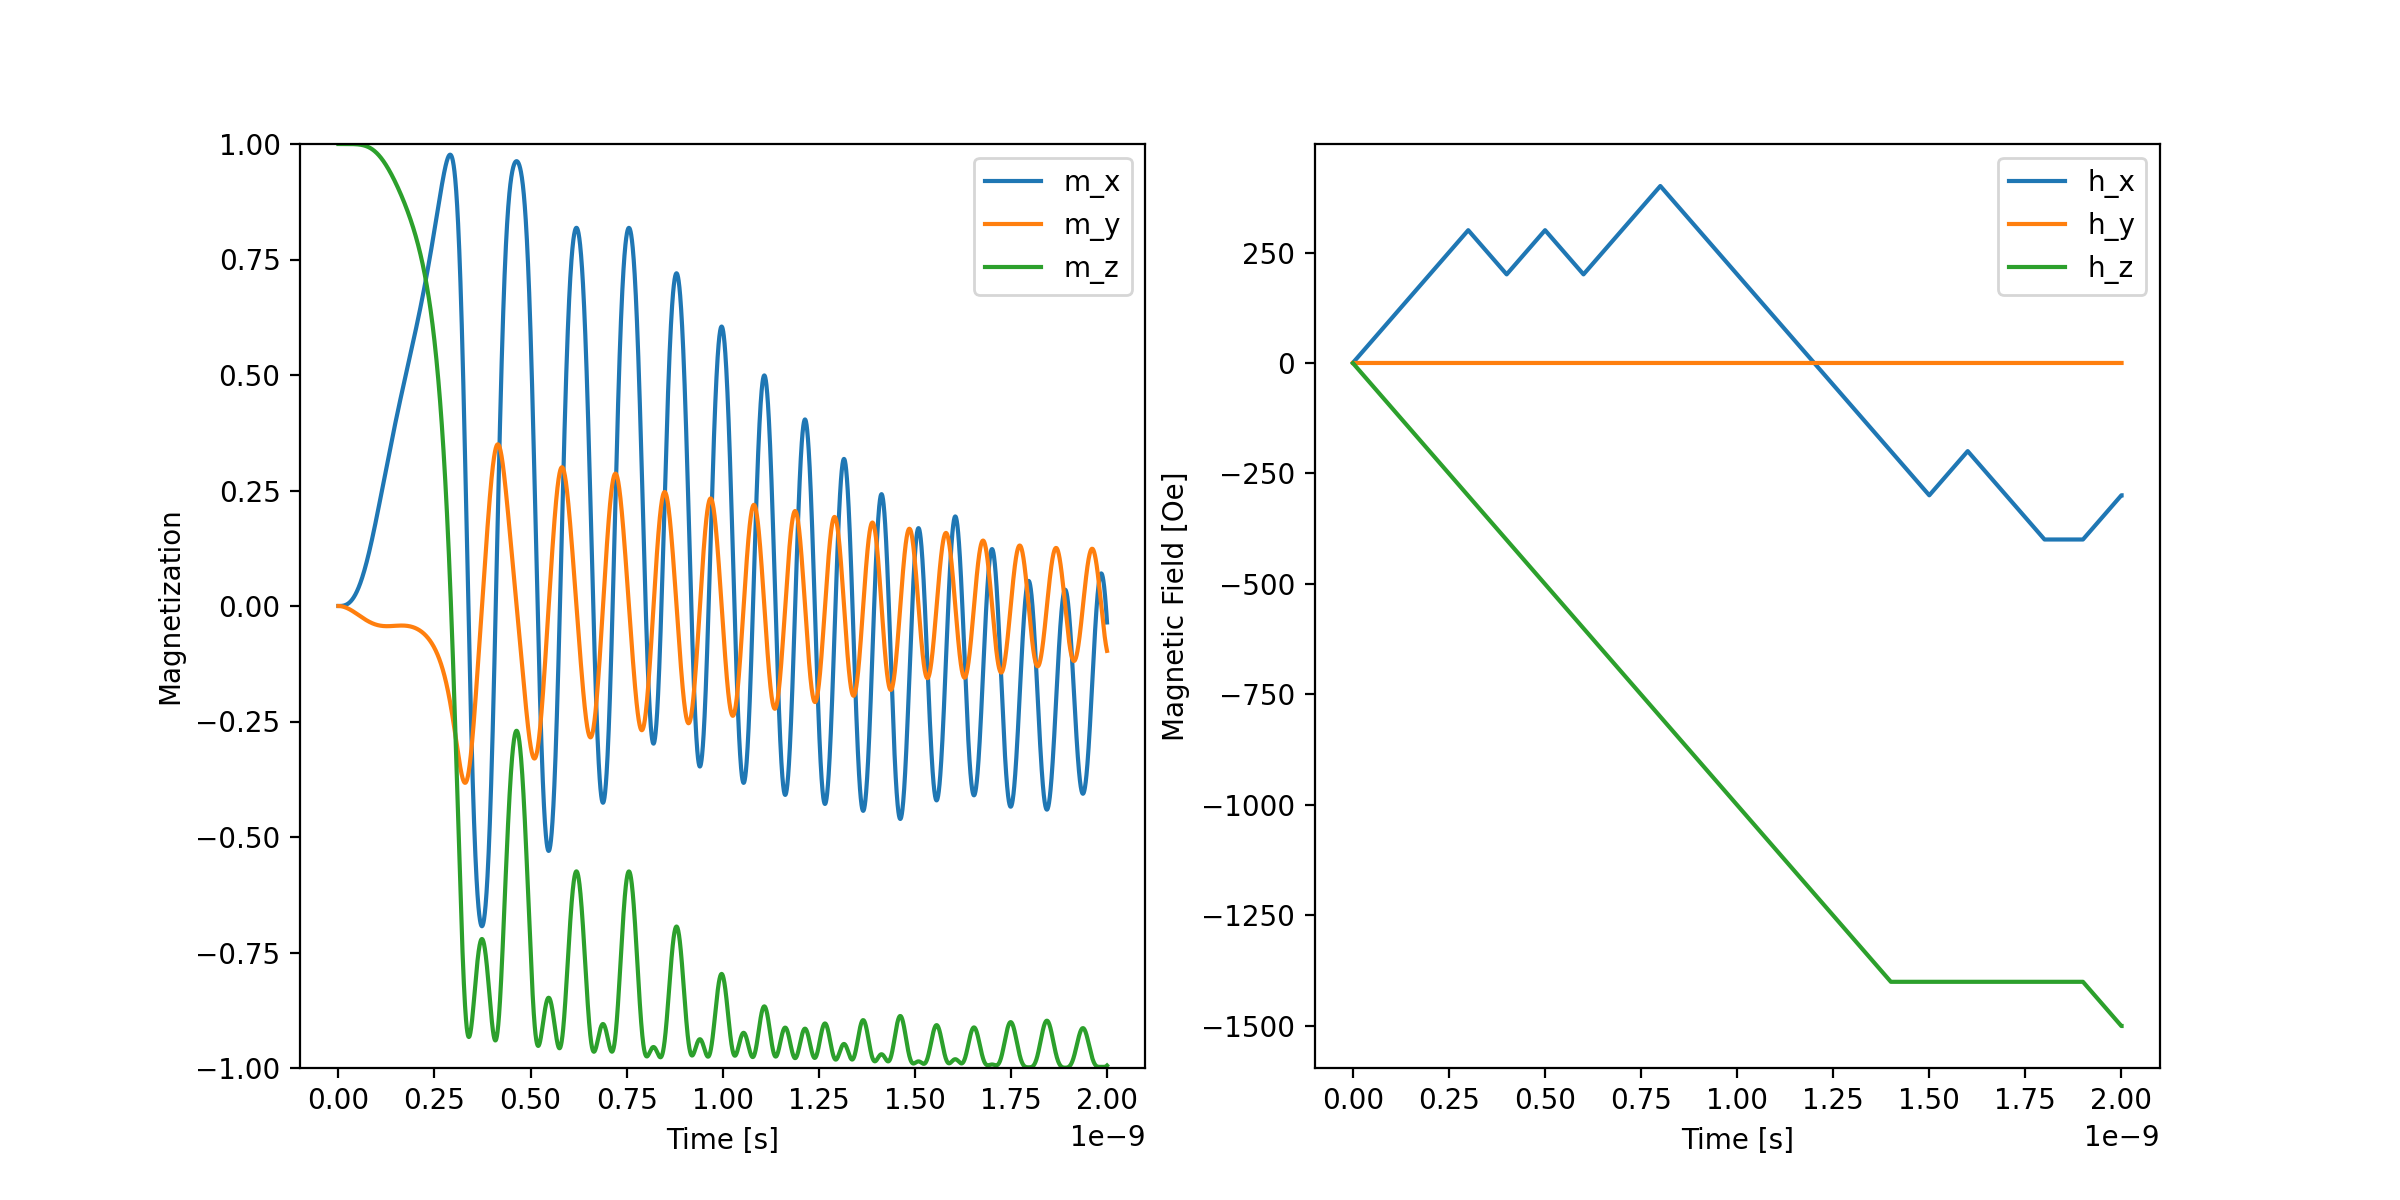 Magnetization
1.00
0.75
0.50
0.25
0.00
−0.25
−0.50
−0.75
−1.00
m_x
m_y
m_z
0.00 0.25 0.50 0.75 1.00 1.25 1.50 1.75 2.00
Time [s]
1e−9
Magnetic Field [Oe]
250
0
−250
−500
−750
−1000
−1250
−1500
h_x
h_y
h_z
0.00 0.25 0.50 0.75 1.00 1.25 1.50 1.75 2.00
Time [s]
1e−9